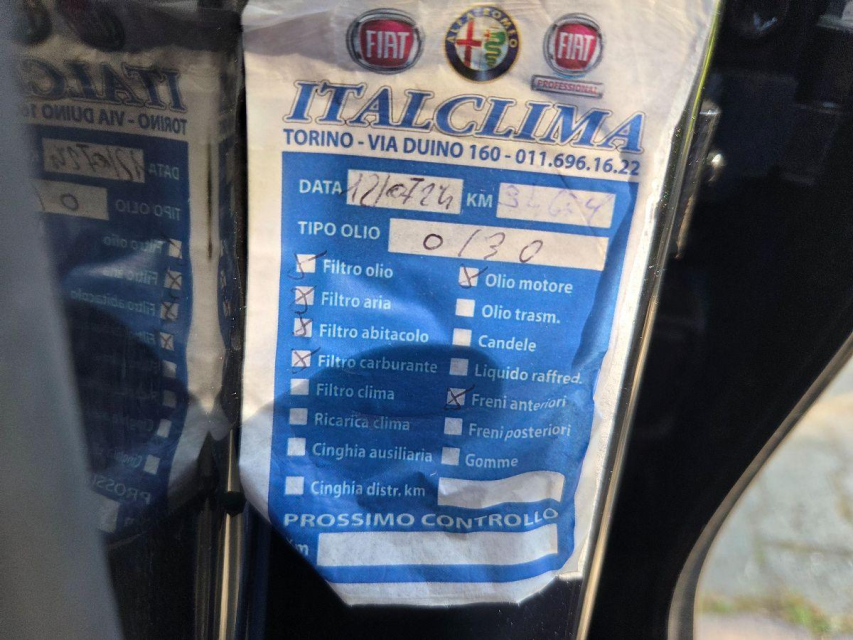 FIAT
ALFA ROMEO
FIAT
PROFESSIONAL
ITALCLIMA
TORINO - VIA DUINO 160 - 011.696.16.22
DATA KM
TIPO OLIO 0/30
Filtro olio
Olio motore
Filtro aria
Olio trasm.
Filtro abitacolo
Candele
Filtro carburante
Liquido raffred.
Filtro clima
Freni anteriori
Ricarica clima
Freni posteriori
Cinghia ausiliaria
Gomme
Cinghia distr. km
PROSSIMO CONTROLLO